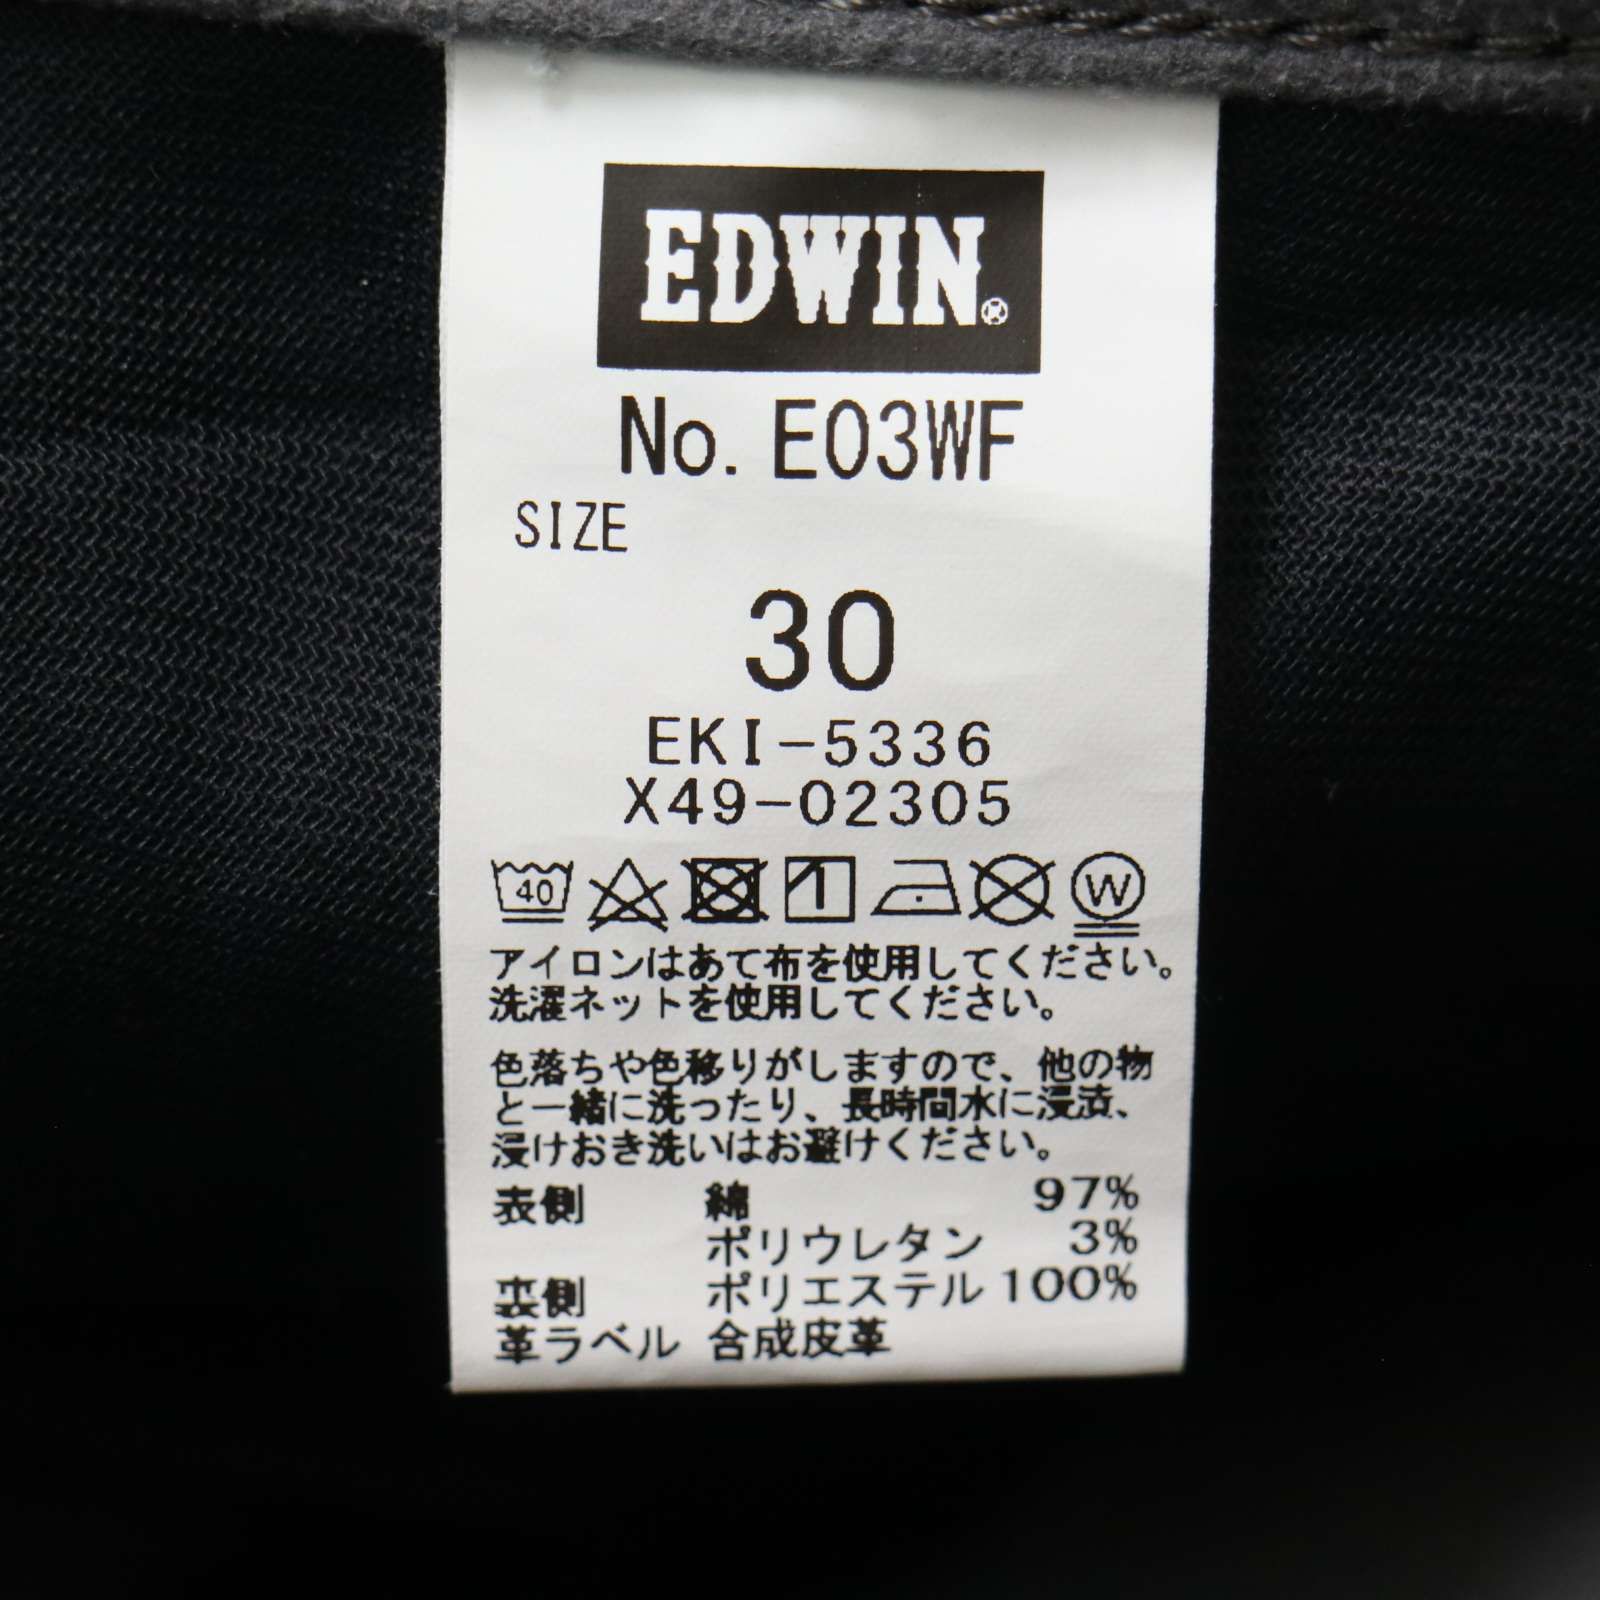 EDWIN®
No. E03WF
SIZE
30
EKI-5336
X49-02305
40 1 W
アイロンはあて布を使用してください。
洗濯ネットを使用してください。
色落ちや色移りがしますので、他の物
と一緒に洗ったり、長時間水に浸漬、
浸けおき洗いはお避けください。
表側 綿 97%
ポリウレタン 3%
裏側 ポリエステル 100%
革ラベル 合成皮革